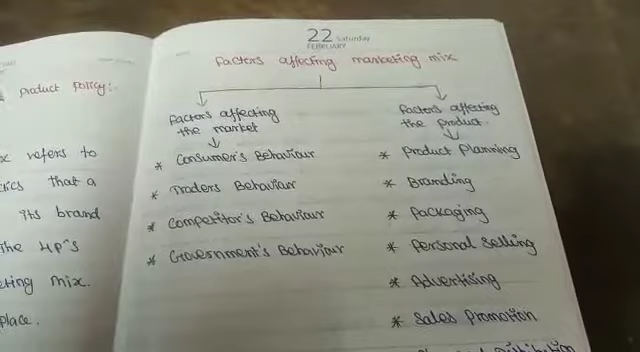 product policy:-
refers to
that a
its brand
the 4p's
mix.
place.
22 Saturday
FEBRUARY
Factors affecting marketing mix
Factors affecting
the market
* Consumer's Behaviour
* Traders Behaviour
* Competitor's Behaviour
* Government's Behaviour
Factors affecting
the product
* Product Planning
* Branding
* Packaging
* Personal Selling
* Advertising
* Sales Promotion